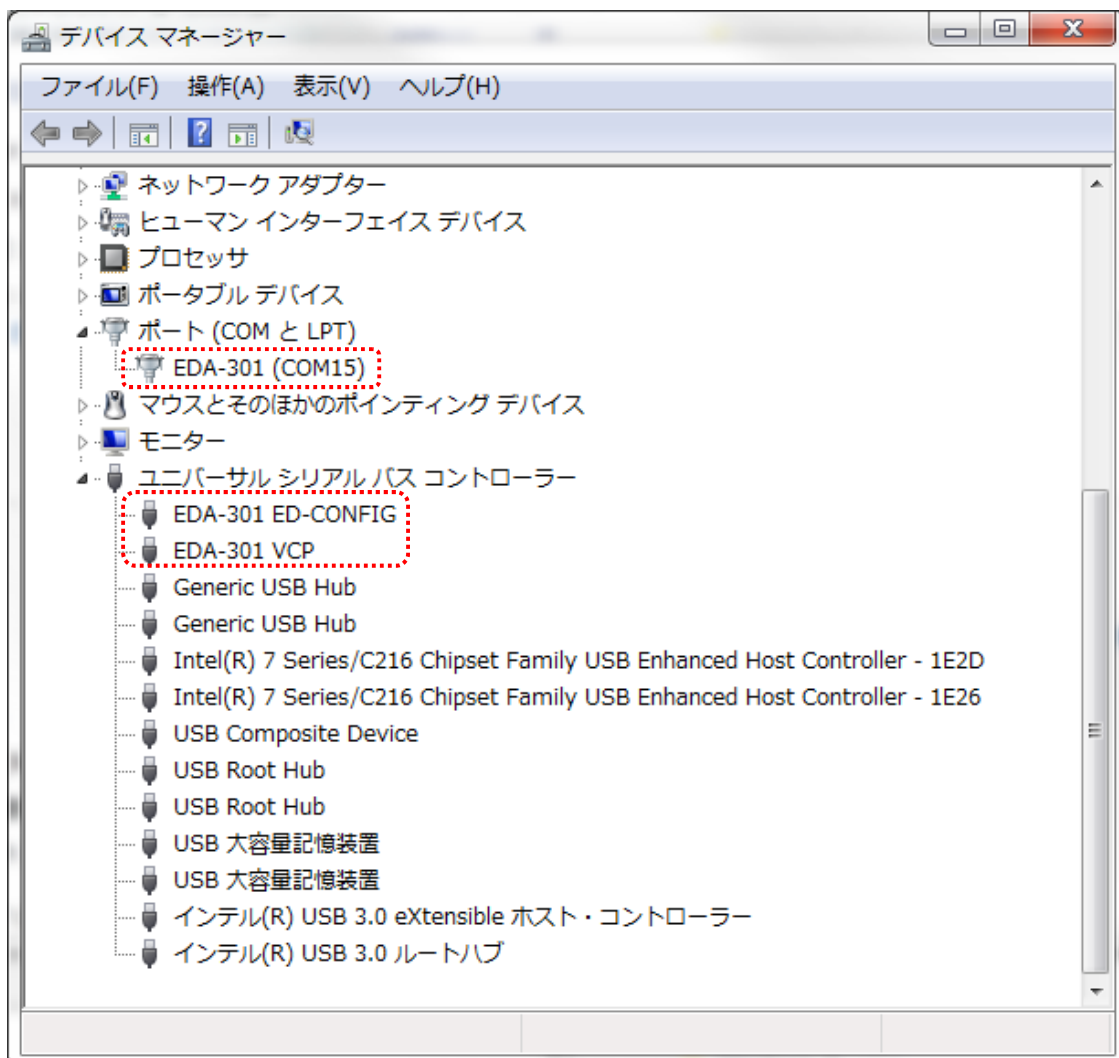 デバイス マネージャー
ファイル(F) 操作(A) 表示(V) ヘルプ(H)
ネットワーク アダプター
ヒューマン インターフェイス デバイス
プロセッサ
ポータブル デバイス
ポート (COM と LPT)
EDA-301 (COM15)
マウスとそのほかのポインティング デバイス
モニター
ユニバーサル シリアル バス コントローラー
EDA-301 ED-CONFIG
EDA-301 VCP
Generic USB Hub
Generic USB Hub
Intel(R) 7 Series/C216 Chipset Family USB Enhanced Host Controller - 1E2D
Intel(R) 7 Series/C216 Chipset Family USB Enhanced Host Controller - 1E26
USB Composite Device
USB Root Hub
USB Root Hub
USB 大容量記憶装置
USB 大容量記憶装置
インテル(R) USB 3.0 eXtensible ホスト・コントローラー
インテル(R) USB 3.0 ルートハブ